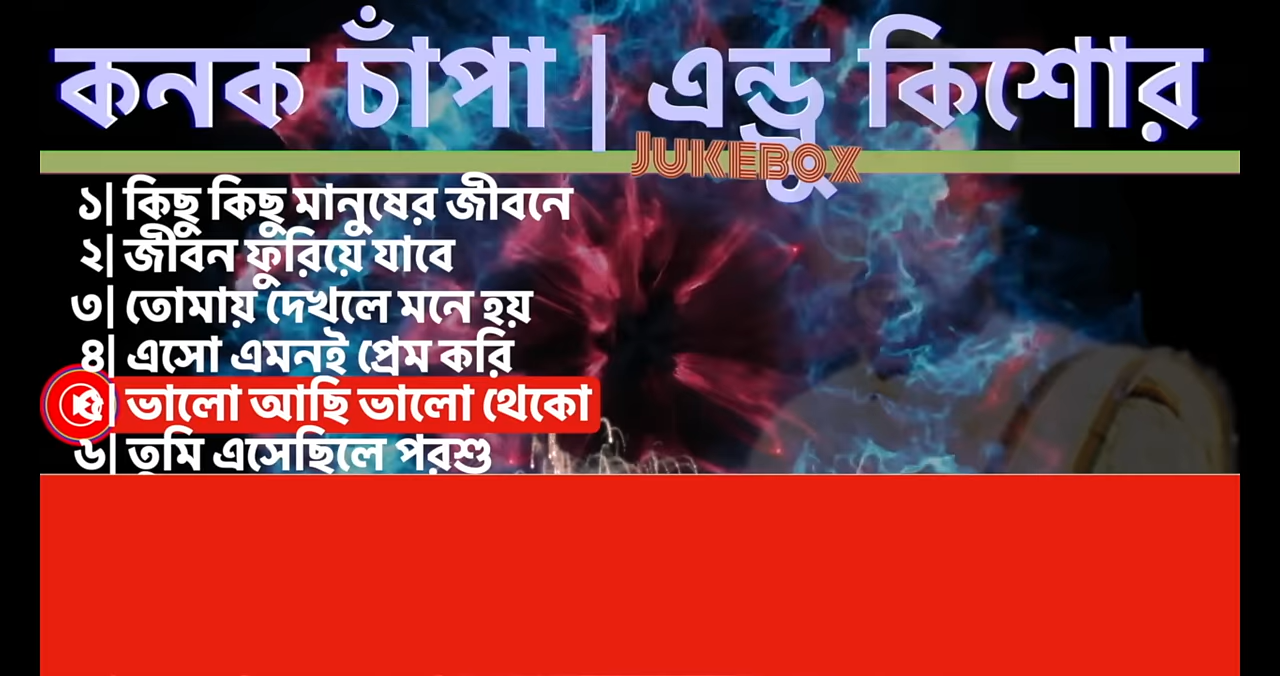 কনক চাঁপা | এন্ড্রু কিশোর
JUKEBOX
১| কিছু কিছু মানুষের জীবনে
২| জীবন ফুরিয়ে যাবে
৩| তোমায় দেখলে মনে হয়
৪| এসো এমনই প্রেম করি
৫| ভালো আছি ভালো থেকো
৬| তুমি এসেছিলে পরশু